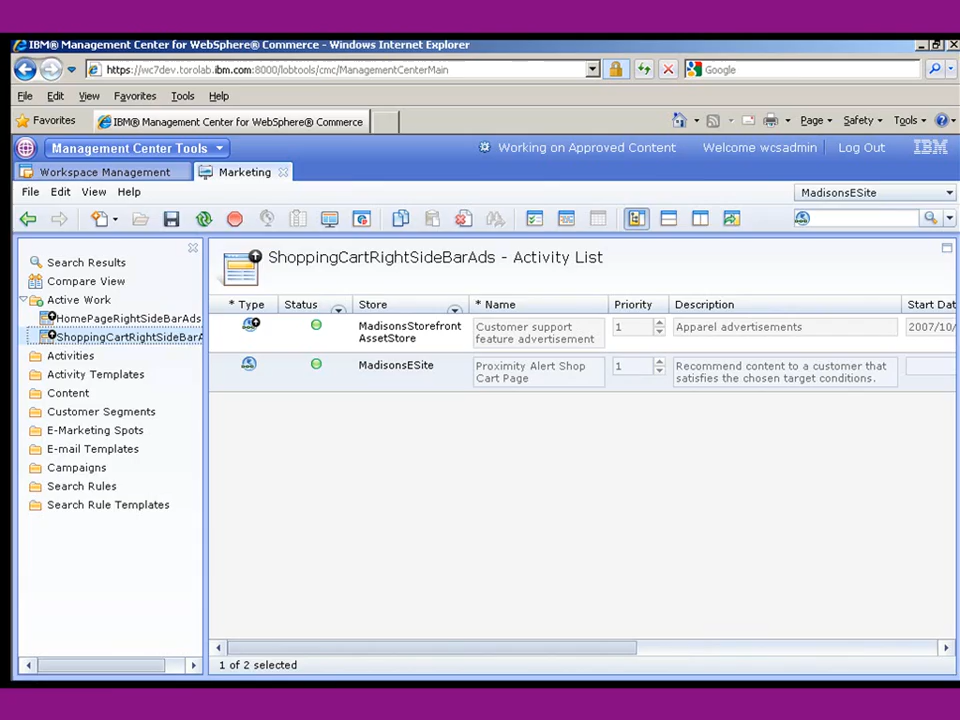 IBM® Management Center for WebSphere® Commerce - Windows Internet Explorer
https://wc7dev.torolab.ibm.com:8000/lobtools/cmc/ManagementCenterMain
Google
File Edit View Favorites Tools Help
Favorites IBM® Management Center for WebSphere® Commerce Page Safety Tools
Management Center Tools Working on Approved Content Welcome wcsadmin Log Out IBM
Workspace Management Marketing
File Edit View Help MadisonsESite
Search Results
Compare View
Active Work
HomePageRightSideBarAds
ShoppingCartRightSideBarA
Activities
Activity Templates
Content
Customer Segments
E-Marketing Spots
E-mail Templates
Campaigns
Search Rules
Search Rule Templates
ShoppingCartRightSideBarAds - Activity List
* Type Status Store * Name Priority Description Start Dat
MadisonsStorefront Customer support 1 Apparel advertisements 2007/10/
AssetStore feature advertisement
MadisonsESite Proximity Alert Shop 1 Recommend content to a customer that
Cart Page satisfies the chosen target conditions.
1 of 2 selected